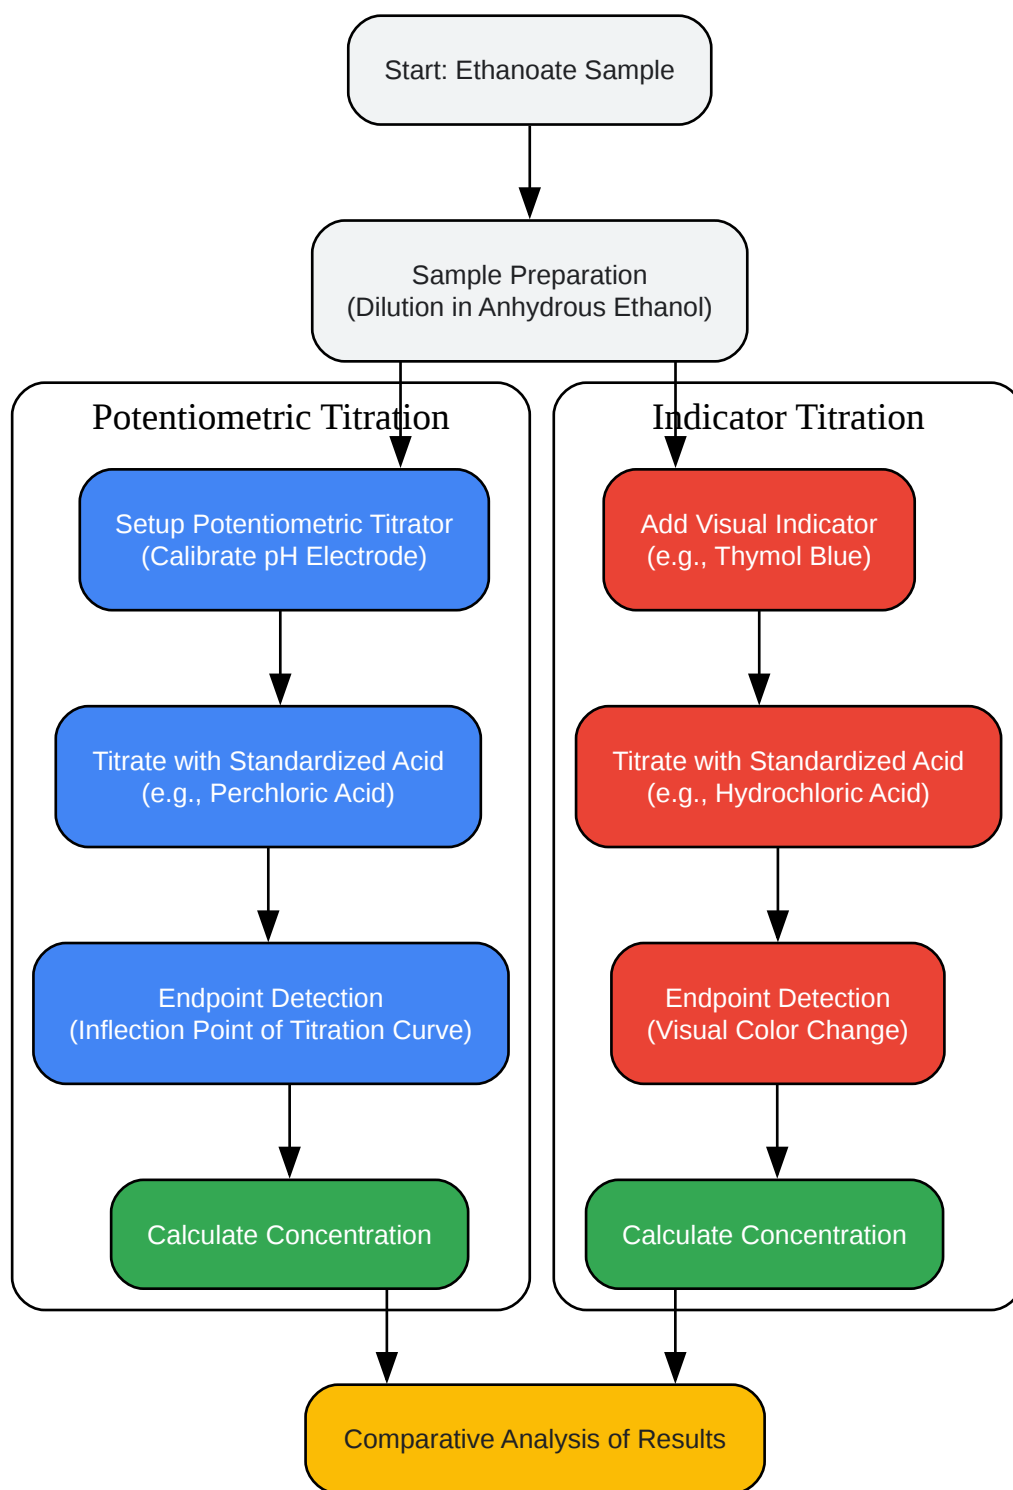 Start: Ethanoate Sample
Sample Preparation
(Dilution in Anhydrous Ethanol)
Potentiometric Titration
Setup Potentiometric Titrator
(Calibrate pH Electrode)
Titrate with Standardized Acid
(e.g., Perchloric Acid)
Endpoint Detection
(Inflection Point of Titration Curve)
Calculate Concentration
Indicator Titration
Add Visual Indicator
(e.g., Thymol Blue)
Titrate with Standardized Acid
(e.g., Hydrochloric Acid)
Endpoint Detection
(Visual Color Change)
Calculate Concentration
Comparative Analysis of Results